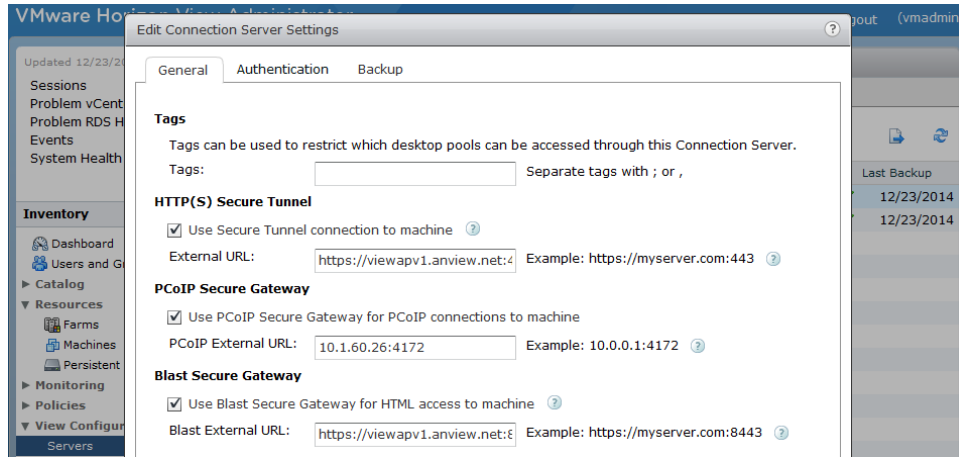 VMware Horizon View Administrator
Logout (vmadmin
Edit Connection Server Settings
?
Updated 12/23/20
Sessions
Problem vCent
Problem RDS H
Events
System Health
General Authentication Backup
Tags
Tags can be used to restrict which desktop pools can be accessed through this Connection Server.
Tags: Separate tags with ; or ,
HTTP(S) Secure Tunnel
Use Secure Tunnel connection to machine ?
External URL: https://viewapv1.anview.net:4 Example: https://myserver.com:443 ?
PCoIP Secure Gateway
Use PCoIP Secure Gateway for PCoIP connections to machine
PCoIP External URL: 10.1.60.26:4172 Example: 10.0.0.1:4172 ?
Blast Secure Gateway
Use Blast Secure Gateway for HTML access to machine ?
Blast External URL: https://viewapv1.anview.net:8 Example: https://myserver.com:8443 ?
Inventory
Dashboard
Users and Gr
Catalog
Resources
Farms
Machines
Persistent
Monitoring
Policies
View Configur
Servers
Last Backup
12/23/2014
12/23/2014